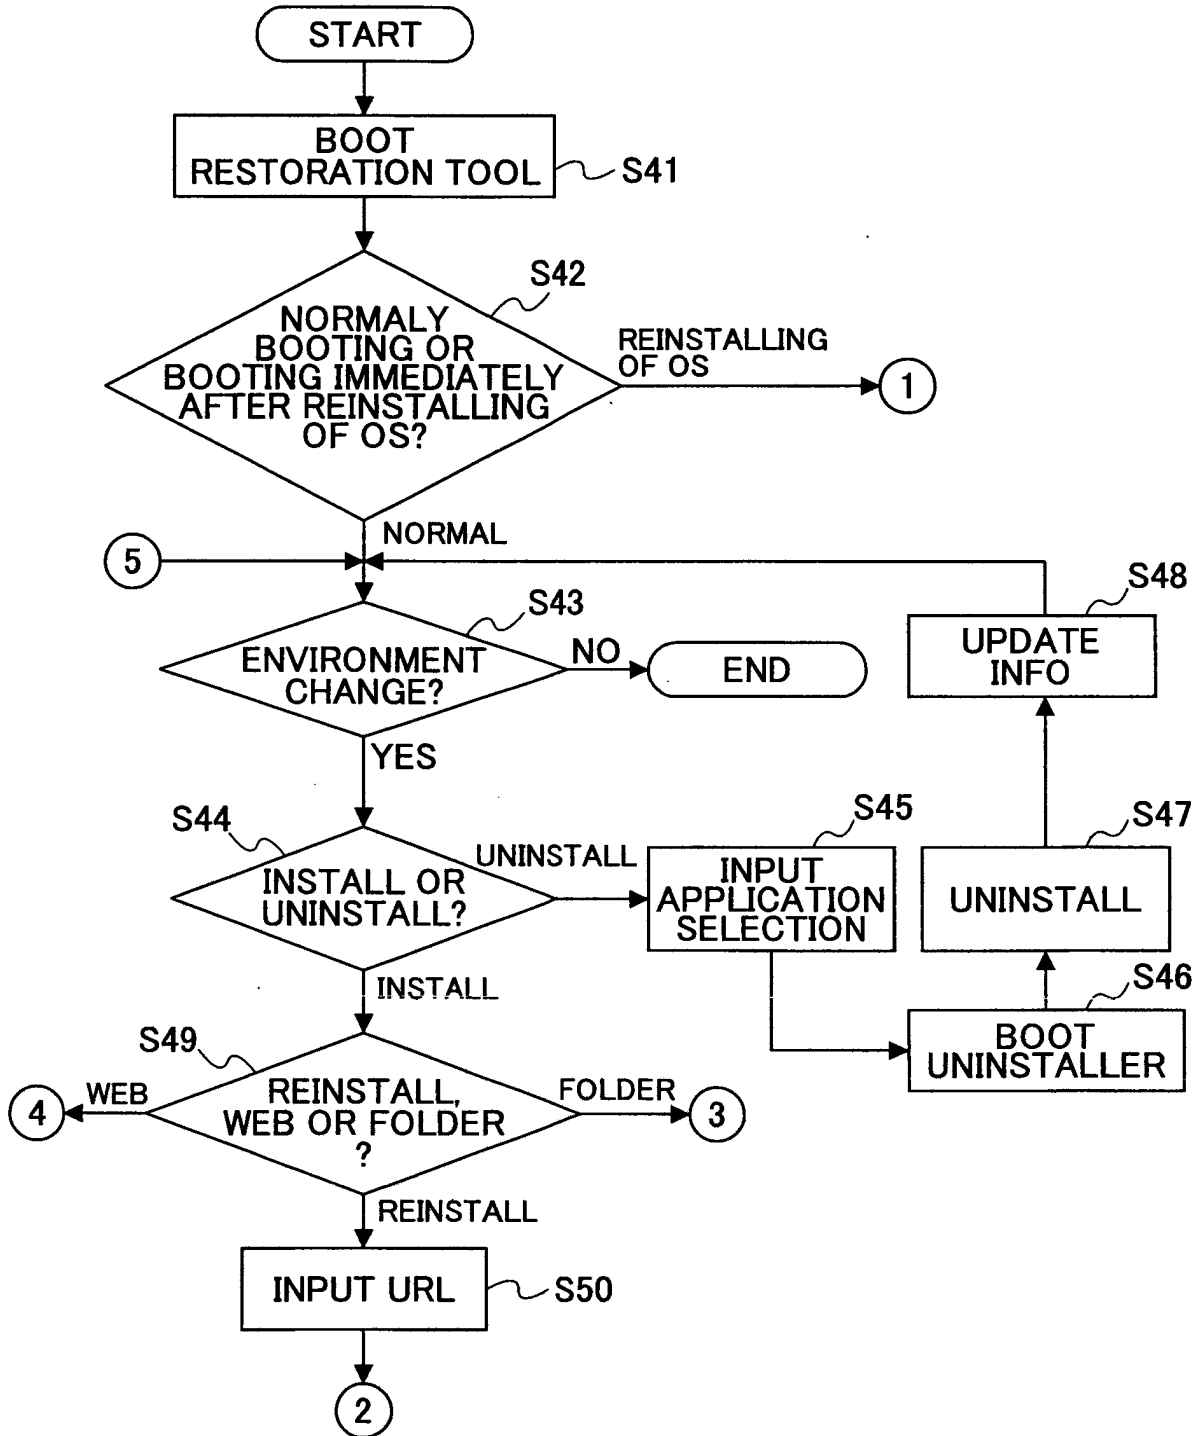 START
BOOT
RESTORATION TOOL
S41
S42
NORMALY
BOOTING OR
BOOTING IMMEDIATELY
AFTER REINSTALLING
OF OS?
REINSTALLING
OF OS
1
NORMAL
5
S48
UPDATE
INFO
S43
ENVIRONMENT
CHANGE?
NO
END
YES
S44
INSTALL OR
UNINSTALL?
UNINSTALL
S45
INPUT
APPLICATION
SELECTION
S47
UNINSTALL
INSTALL
S46
BOOT
UNINSTALLER
S49
REINSTALL,
WEB OR FOLDER
?
WEB
4
FOLDER
3
REINSTALL
INPUT URL
S50
2